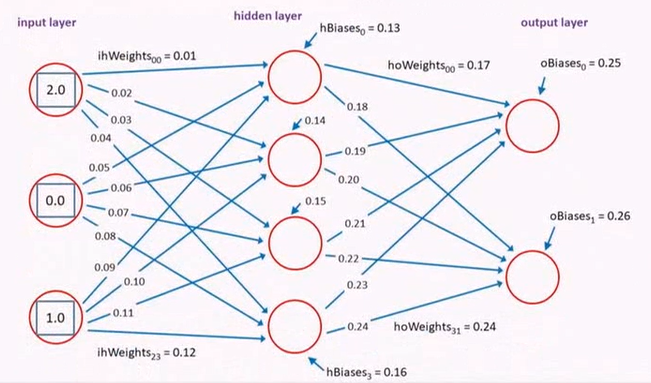 input layer
hidden layer
output layer
hBiases0 = 0.13
ihWeights00 = 0.01
hoWeights00 = 0.17
oBiases0 = 0.25
2.0
0.02
0.03
0.04
0.18
0.14
0.19
0.20
0.05
0.06
0.0
0.07
0.08
0.15
0.21
0.22
oBiases1 = 0.26
0.09
0.10
0.11
0.23
1.0
0.24
hoWeights31 = 0.24
ihWeights23 = 0.12
hBiases3 = 0.16